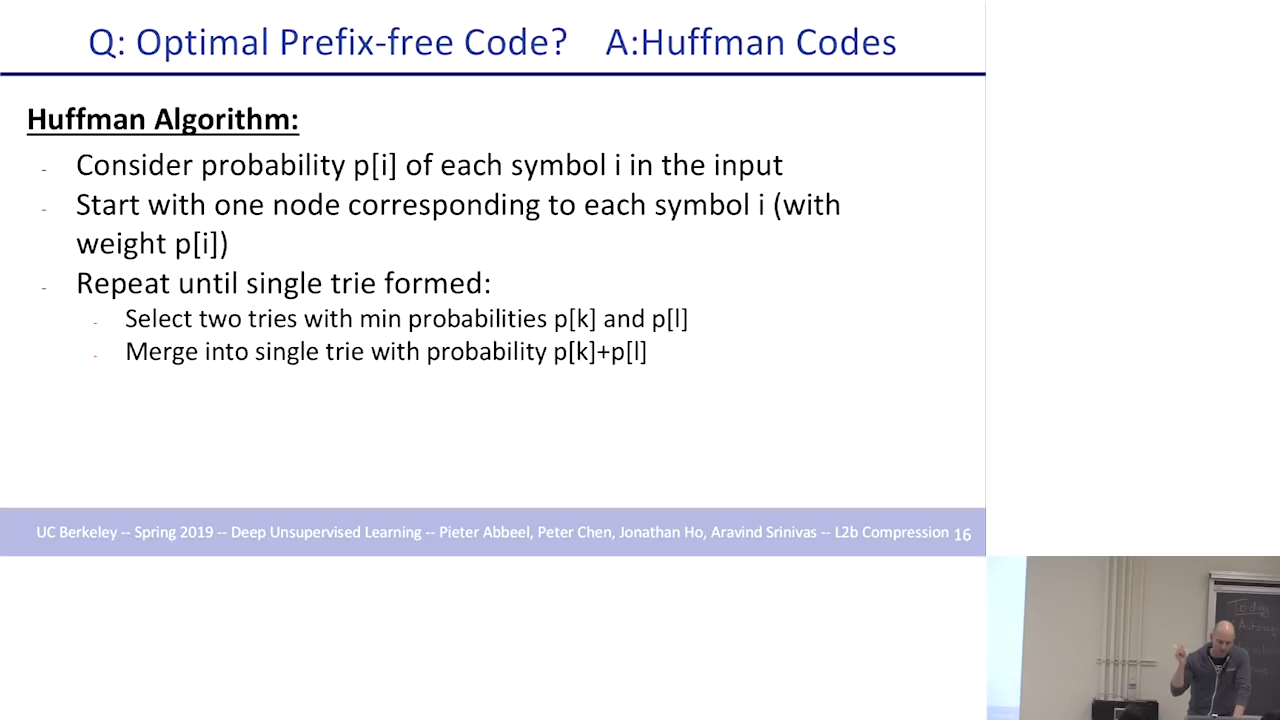 Q: Optimal Prefix-free Code? A:Huffman Codes
Huffman Algorithm:
- Consider probability p[i] of each symbol i in the input
- Start with one node corresponding to each symbol i (with
weight p[i])
- Repeat until single trie formed:
- Select two tries with min probabilities p[k] and p[l]
- Merge into single trie with probability p[k]+p[l]
UC Berkeley -- Spring 2019 -- Deep Unsupervised Learning -- Pieter Abbeel, Peter Chen, Jonathan Ho, Aravind Srinivas -- L2b Compression 16
Today